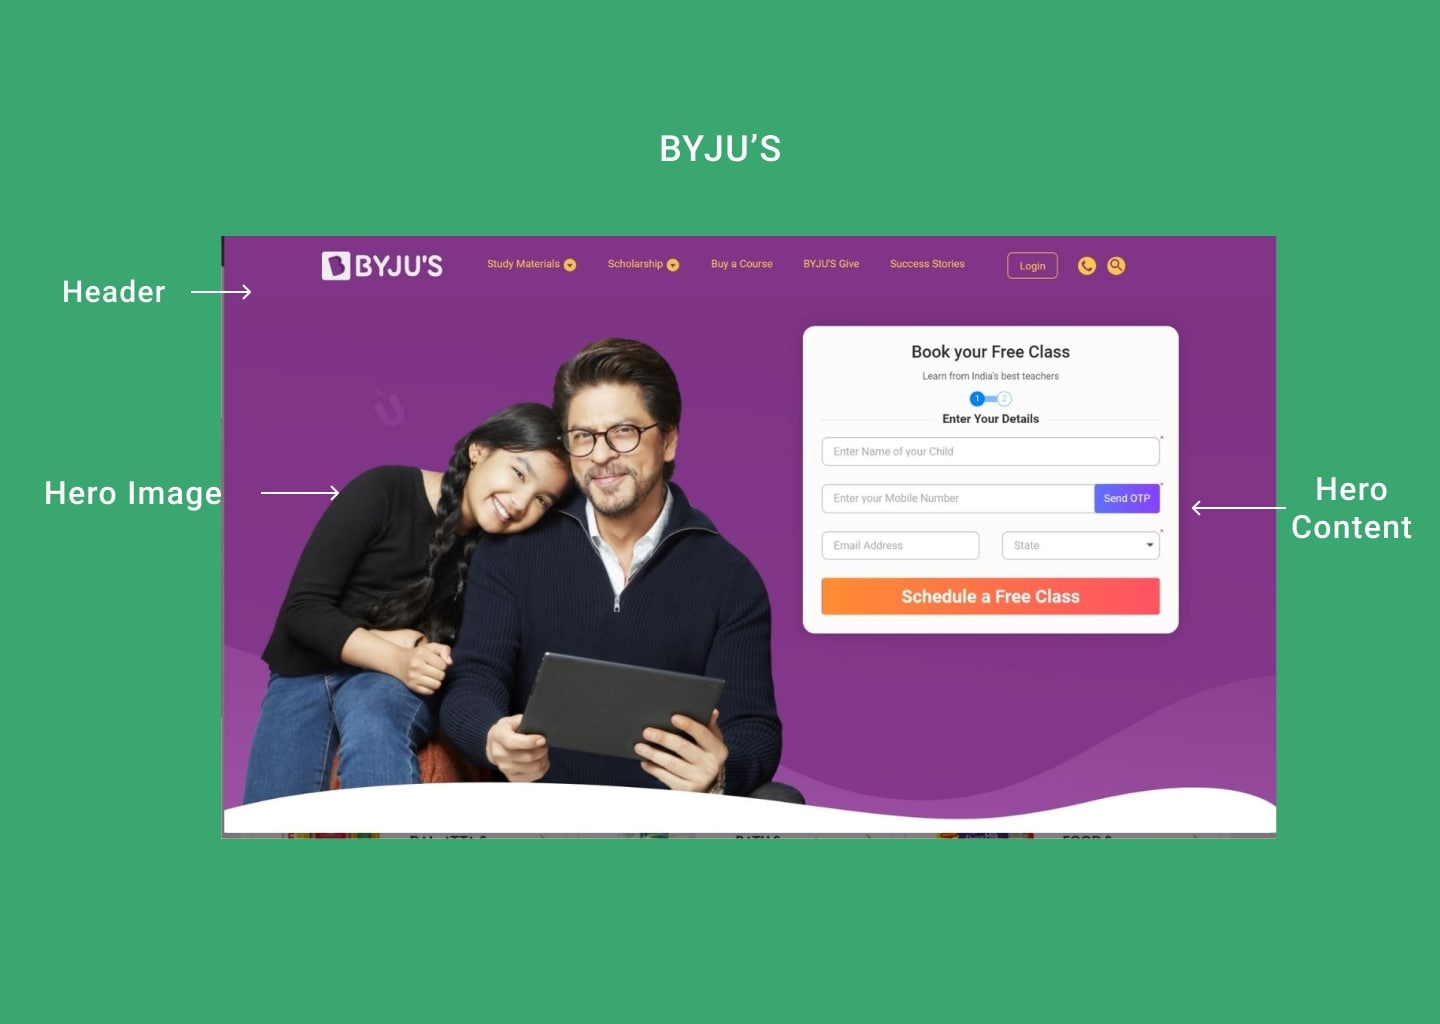 BYJU’S
BYJU'S
Study Materials
Scholarship
Buy a Course
BYJU'S Give
Success Stories
Login
Header
Book your Free Class
Learn from India's best teachers
1
2
Enter Your Details
Enter Name of your Child
*
Enter your Mobile Number
Send OTP
*
Email Address
State
*
Schedule a Free Class
Hero Image
Hero
Content